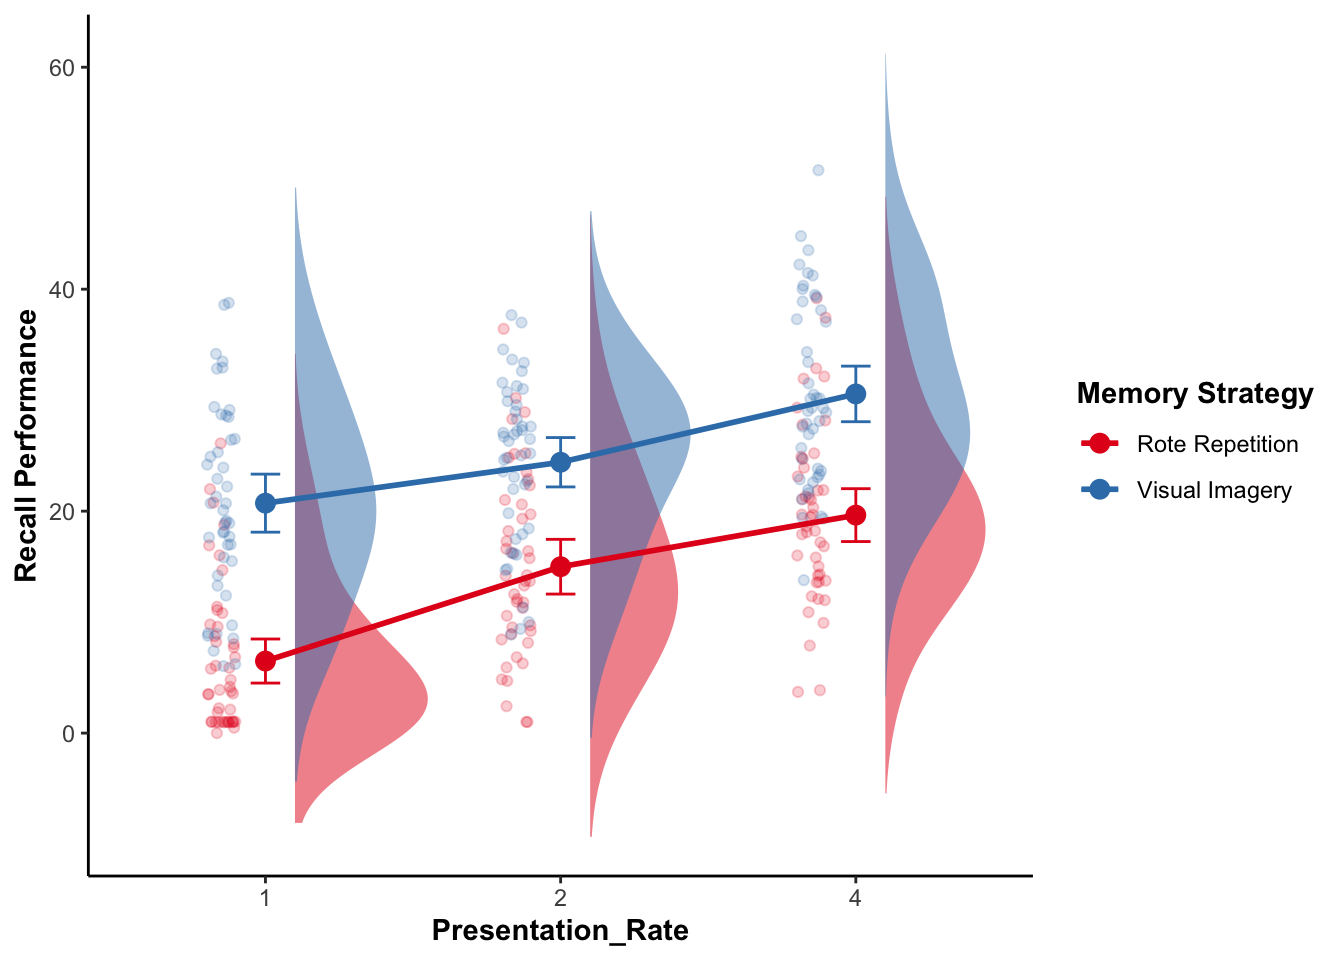 60
40
20
0
Recall Performance
1 2 4
Presentation_Rate
Memory Strategy
Rote Repetition
Visual Imagery